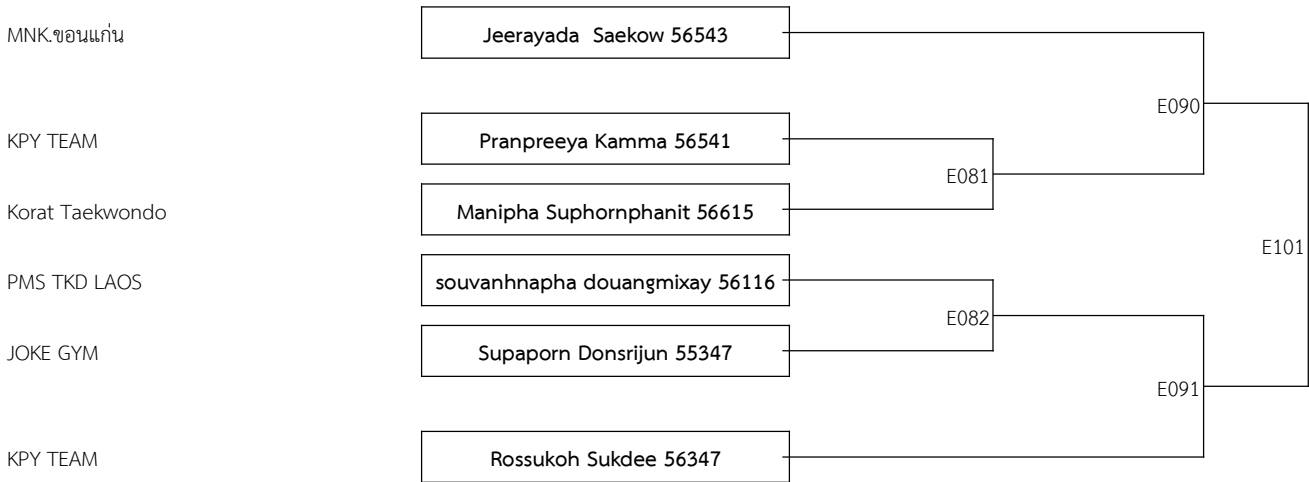 MNK.ขอนแก่น
Jeerayada  Saekow 56543
E090
KPY TEAM
Pranpreeya Kamma 56541
E081
Korat Taekwondo
Manipha Suphornphanit 56615
E101
PMS TKD LAOS
souvanhnapha douangmixay 56116
E082
JOKE GYM
Supaporn Donsrijun 55347
E091
KPY TEAM
Rossukoh Sukdee 56347